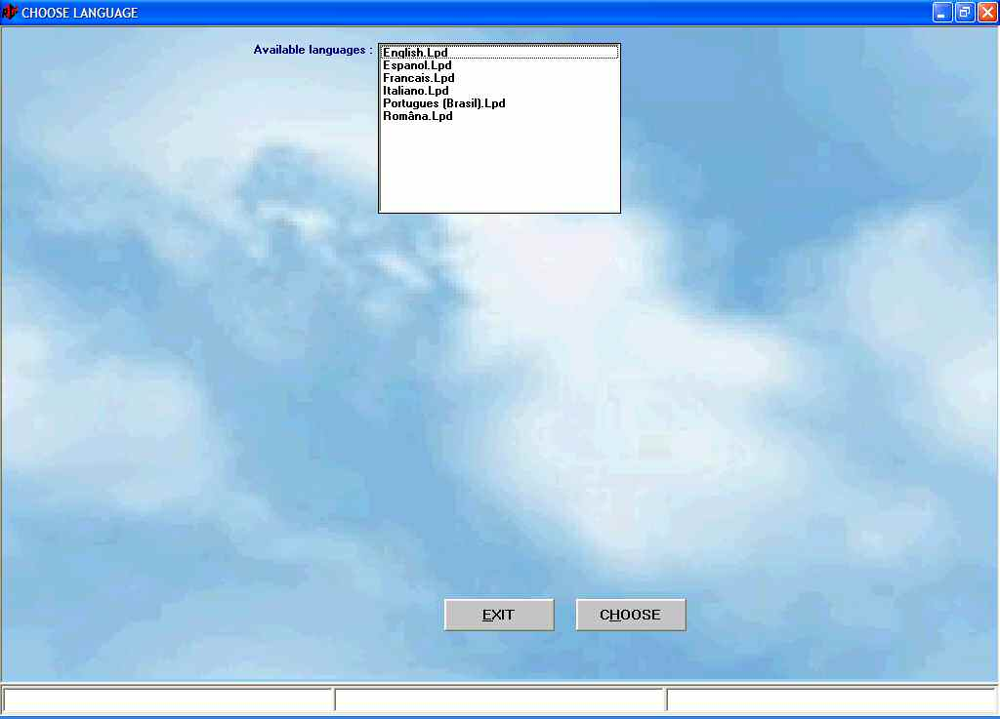 CHOOSE LANGUAGE
Available languages :
English.Lpd
Espanol.Lpd
Francais.Lpd
Italiano.Lpd
Portugues (Brasil).Lpd
Româna.Lpd
EXIT
CHOOSE